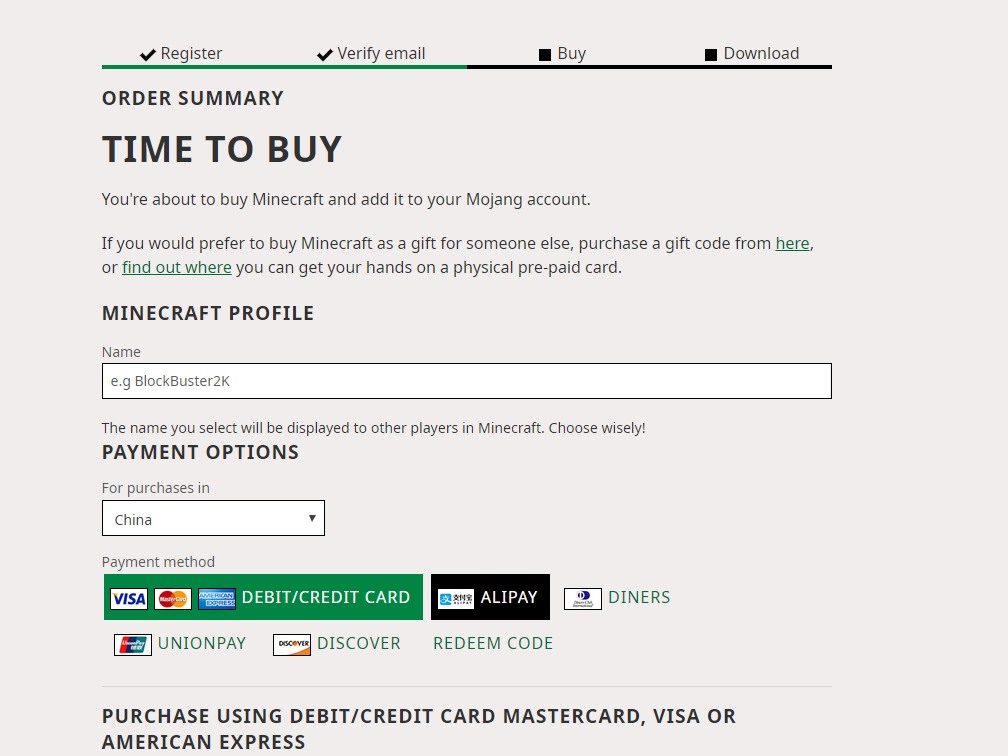 Register Verify email Buy Download
ORDER SUMMARY
TIME TO BUY
You're about to buy Minecraft and add it to your Mojang account.
If you would prefer to buy Minecraft as a gift for someone else, purchase a gift code from here,
or find out where you can get your hands on a physical pre-paid card.
MINECRAFT PROFILE
Name
e.g BlockBuster2K
The name you select will be displayed to other players in Minecraft. Choose wisely!
PAYMENT OPTIONS
For purchases in
China
Payment method
VISA MasterCard AMERICAN EXPRESS DEBIT/CREDIT CARD 支付宝 ALIPAY ALIPAY Diners Club International DINERS
UnionPay 银联 UNIONPAY DISCOVER DISCOVER REDEEM CODE
PURCHASE USING DEBIT/CREDIT CARD MASTERCARD, VISA OR
AMERICAN EXPRESS